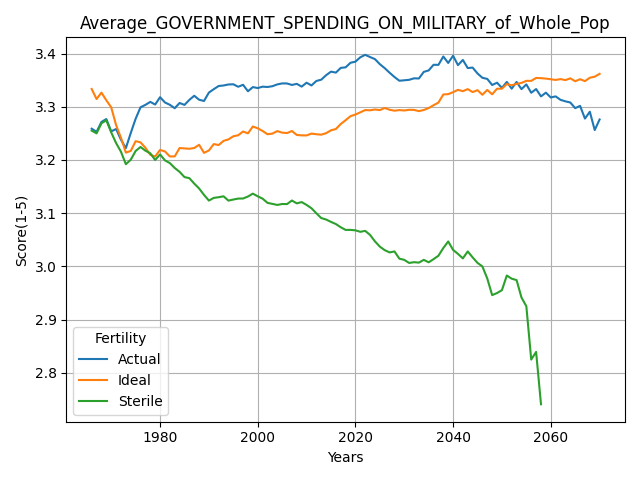 Average_GOVERNMENT_SPENDING_ON_MILITARY_of_Whole_Pop
Score(1-5)
3.4
3.3
3.2
3.1
3.0
2.9
2.8
Fertility
Actual
Ideal
Sterile
1980
2000
2020
2040
2060
Years